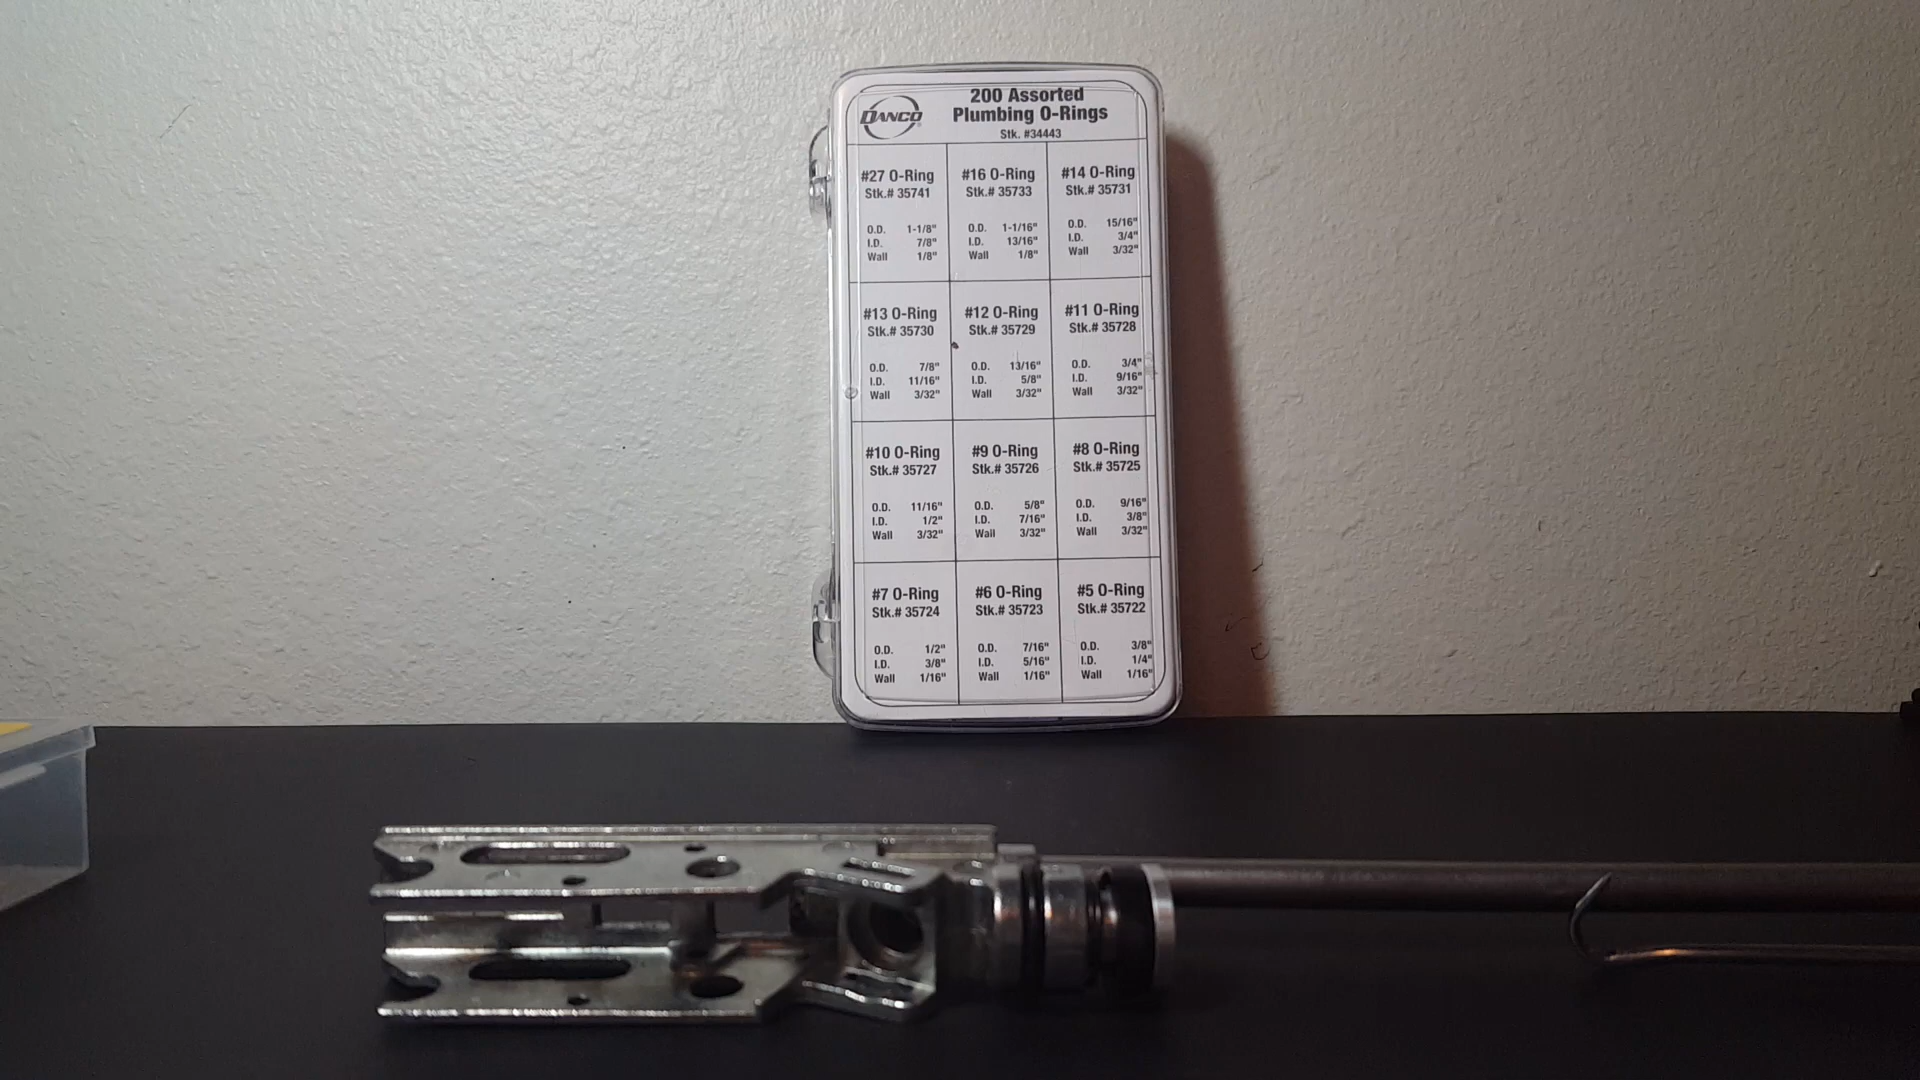 DANCO
200 Assorted
Plumbing O-Rings
Stk. #34443
#27 O-Ring
Stk.# 35741
O.D. 1-1/8"
I.D. 7/8"
Wall 1/8"
#16 O-Ring
Stk.# 35733
O.D. 1-1/16"
I.D. 13/16"
Wall 1/8"
#14 O-Ring
Stk.# 35731
O.D. 15/16"
I.D. 3/4"
Wall 3/32"
#13 O-Ring
Stk.# 35730
O.D. 7/8"
I.D. 11/16"
Wall 3/32"
#12 O-Ring
Stk.# 35729
O.D. 13/16"
I.D. 5/8"
Wall 3/32"
#11 O-Ring
Stk.# 35728
O.D. 3/4"
I.D. 9/16"
Wall 3/32"
#10 O-Ring
Stk.# 35727
O.D. 11/16"
I.D. 1/2"
Wall 3/32"
#9 O-Ring
Stk.# 35726
O.D. 5/8"
I.D. 7/16"
Wall 3/32"
#8 O-Ring
Stk.# 35725
O.D. 9/16"
I.D. 3/8"
Wall 3/32"
#7 O-Ring
Stk.# 35724
O.D. 1/2"
I.D. 3/8"
Wall 1/16"
#6 O-Ring
Stk.# 35723
O.D. 7/16"
I.D. 5/16"
Wall 1/16"
#5 O-Ring
Stk.# 35722
O.D. 3/8"
I.D. 1/4"
Wall 1/16"